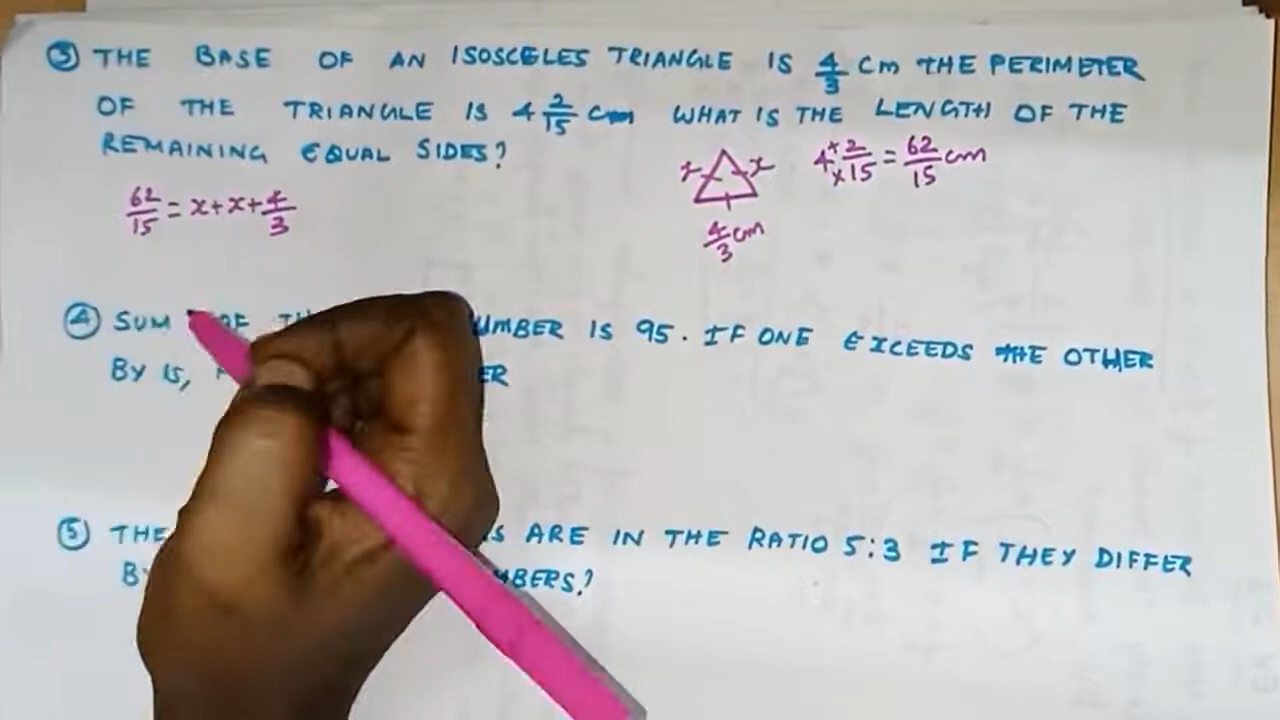 ③ THE BASE OF AN ISOSCELES TRIANGLE IS 4/3 cm THE PERIMETER
OF THE TRIANGLE IS 4 2/15 cm WHAT IS THE LENGTH OF THE
REMAINING EQUAL SIDES?
x x 4 + 2 / × 15 = 62/15 cm
4/3 cm
62/15 = x + x + 4/3
④ SUM OF NUMBER IS 95. IF ONE EXCEEDS THE OTHER
BY 15,
⑤ THE ARE IN THE RATIO 5:3 IF THEY DIFFER